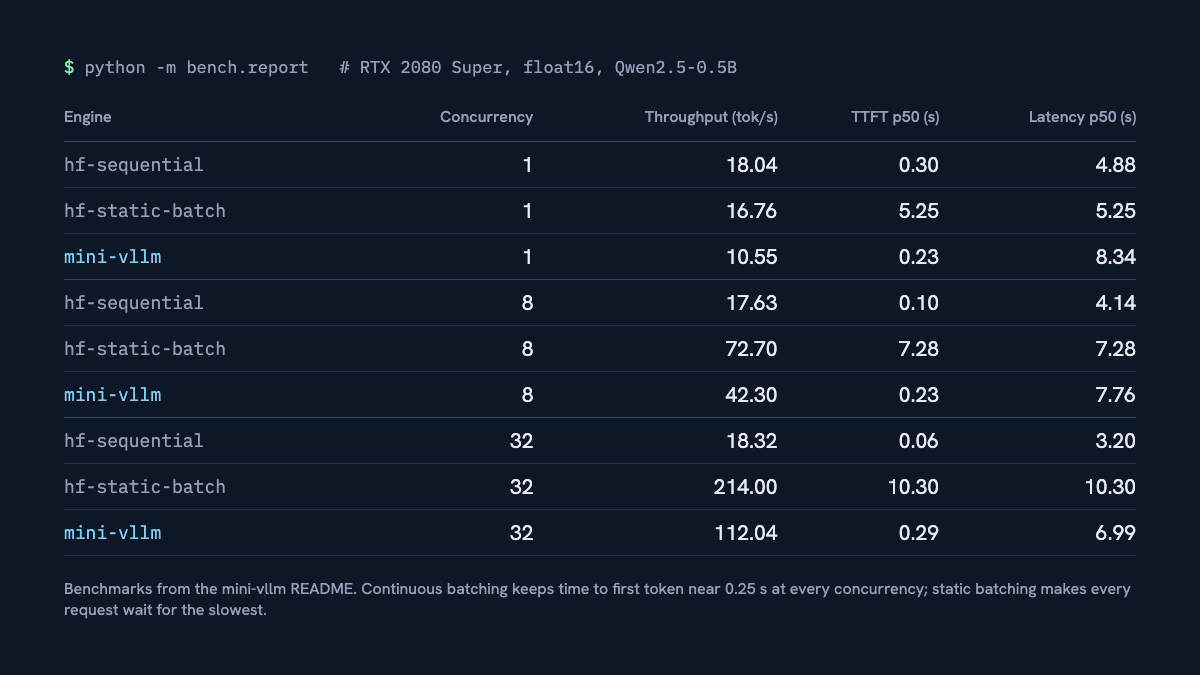 $ python -m bench.report # RTX 2080 Super, float16, Qwen2.5-0.5B
Engine Concurrency Throughput (tok/s) TTFT p50 (s) Latency p50 (s)
hf-sequential 1 18.04 0.30 4.88
hf-static-batch 1 16.76 5.25 5.25
mini-vllm 1 10.55 0.23 8.34
hf-sequential 8 17.63 0.10 4.14
hf-static-batch 8 72.70 7.28 7.28
mini-vllm 8 42.30 0.23 7.76
hf-sequential 32 18.32 0.06 3.20
hf-static-batch 32 214.00 10.30 10.30
mini-vllm 32 112.04 0.29 6.99
Benchmarks from the mini-vllm README. Continuous batching keeps time to first token near 0.25 s at every concurrency; static batching makes every
request wait for the slowest.